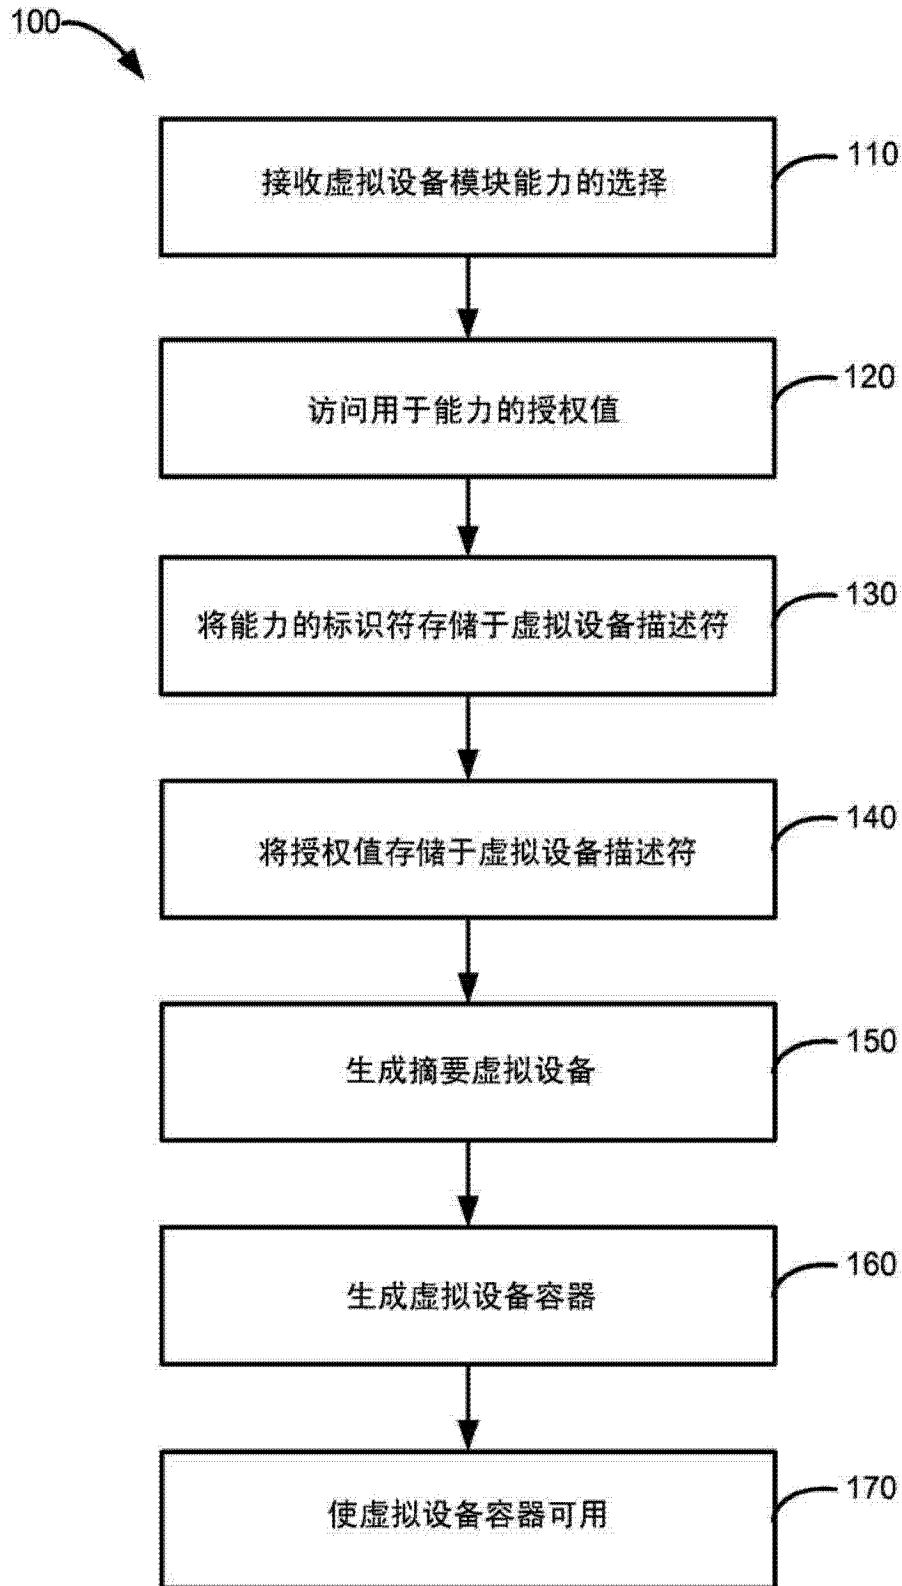 100
接收虚拟设备模块能力的选择
110
访问用于能力的授权值
120
将能力的标识符存储于虚拟设备描述符
130
将授权值存储于虚拟设备描述符
140
生成摘要虚拟设备
150
生成虚拟设备容器
160
使虚拟设备容器可用
170